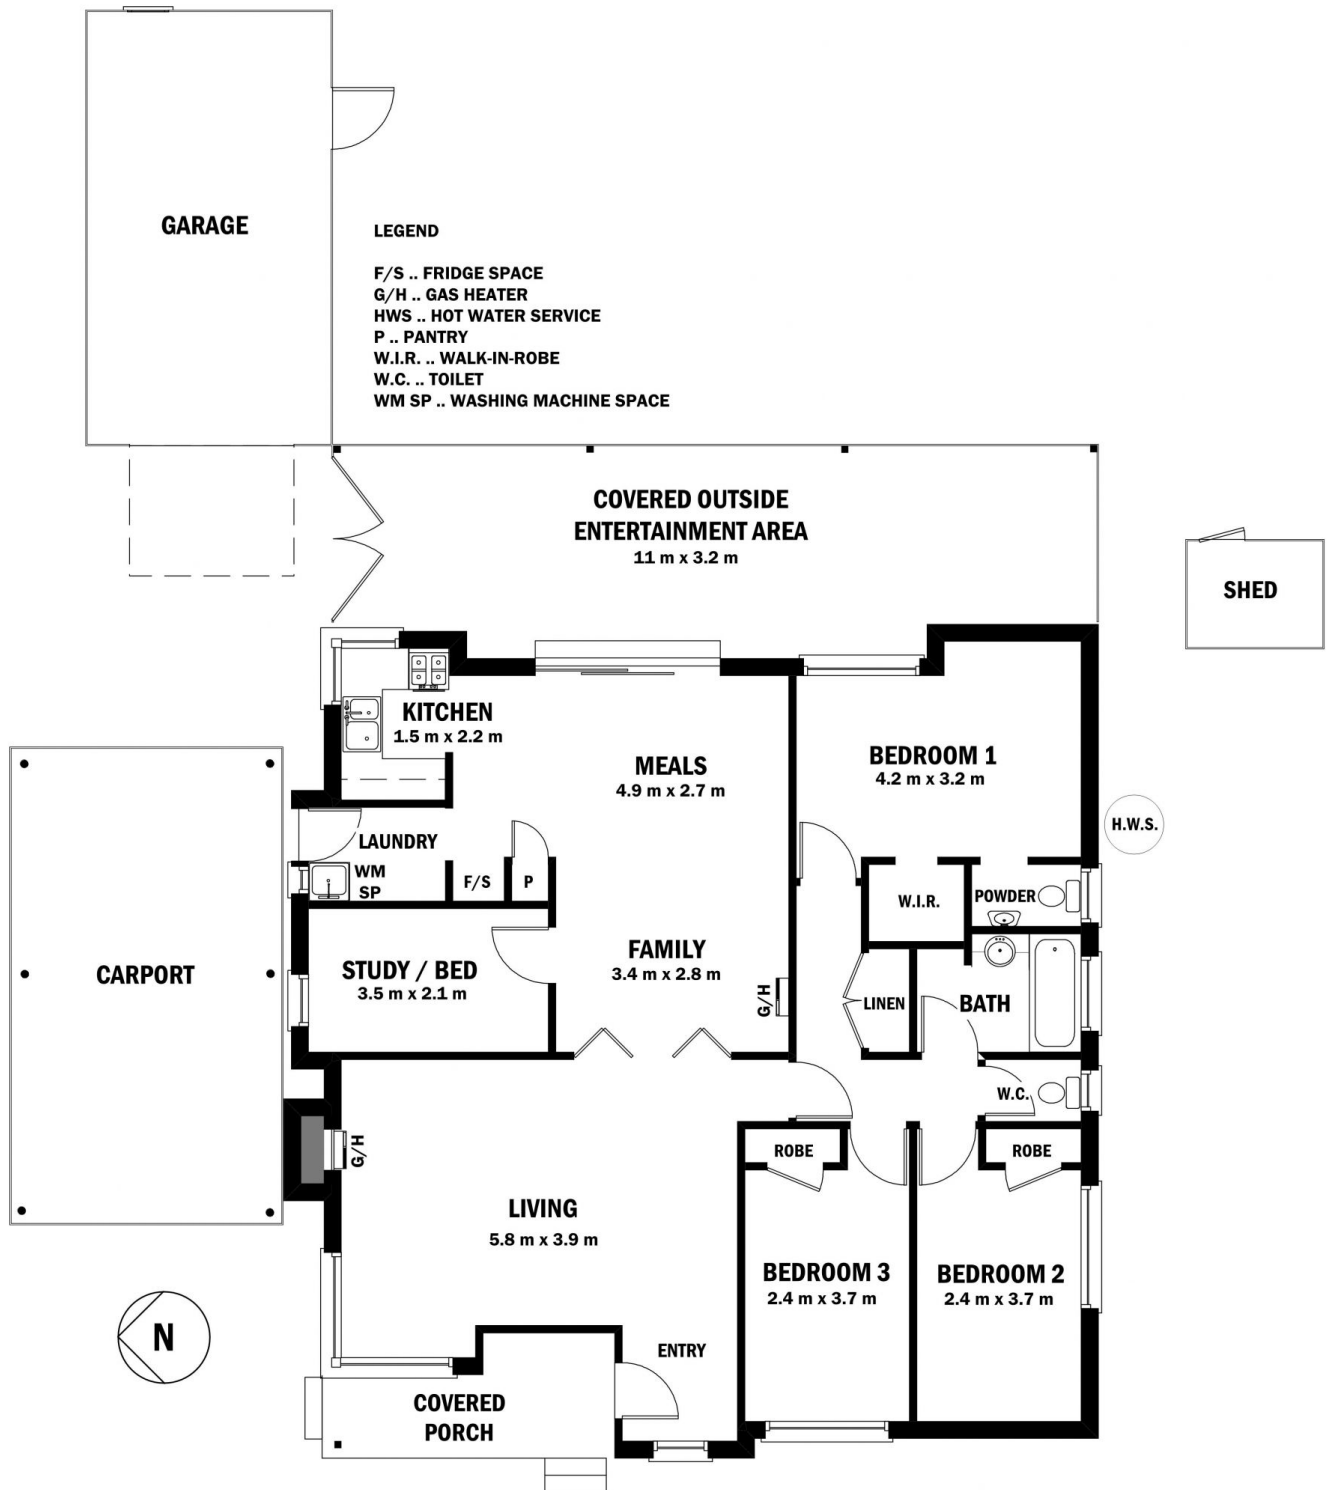 GARAGE
LEGEND
F/S .. FRIDGE SPACE
G/H .. GAS HEATER
HWS .. HOT WATER SERVICE
P .. PANTRY
W.I.R. .. WALK-IN-ROBE
W.C. .. TOILET
WM SP .. WASHING MACHINE SPACE
COVERED OUTSIDE
ENTERTAINMENT AREA
11 m x 3.2 m
SHED
KITCHEN
1.5 m x 2.2 m
MEALS
4.9 m x 2.7 m
BEDROOM 1
4.2 m x 3.2 m
H.W.S.
LAUNDRY
WM
SP
F/S
P
W.I.R.
POWDER
CARPORT
STUDY / BED
3.5 m x 2.1 m
FAMILY
3.4 m x 2.8 m
G/H
LINEN
BATH
W.C.
G/H
ROBE
ROBE
LIVING
5.8 m x 3.9 m
BEDROOM 3
2.4 m x 3.7 m
BEDROOM 2
2.4 m x 3.7 m
N
ENTRY
COVERED
PORCH